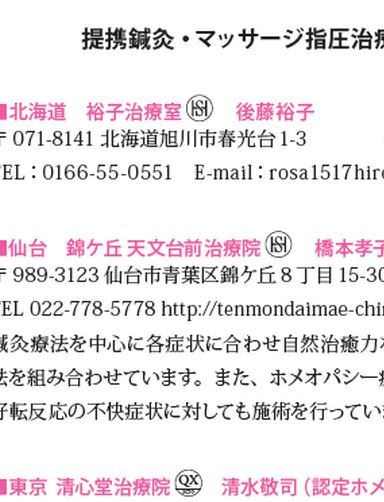 提携鍼灸・マッサージ指圧治療
■北海道　裕子治療室 HSH　後藤裕子
〒071-8141 北海道旭川市春光台1-3
TEL：0166-55-0551　E-mail：rosa1517hiro
■仙台　錦ケ丘 天文台前治療院 HSH　橋本孝子
〒989-3123 仙台市青葉区錦ケ丘8丁目15-30
TEL 022-778-5778 http://tenmondaimae-chir
鍼灸療法を中心に各症状に合わせ自然治癒力を
法を組み合わせています。また、ホメオパシー療
好転反応の不快症状に対しても施術を行っていま
■東京 清心堂治療院 QX　清水敬司（認定ホメ